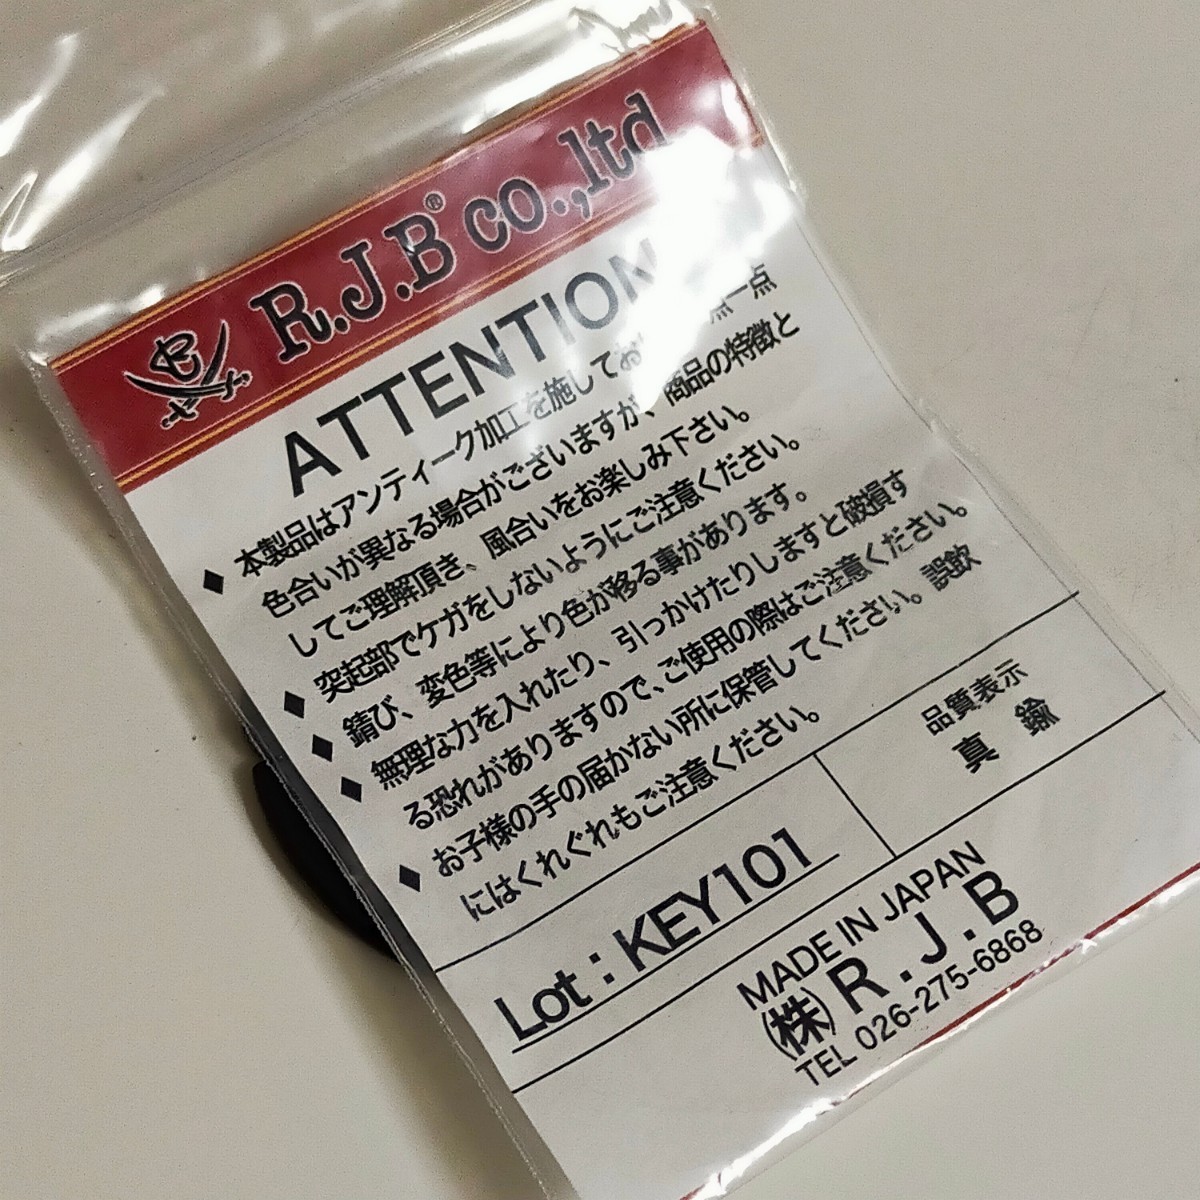 R.J.B® co.,ltd
ATTENTION
◆ 本製品はアンティーク加工を施してお 点一点
色合いが異なる場合がございますが、商品の特徴と
してご理解頂き、風合いをお楽しみ下さい。
◆ 突起部でケガをしないようにご注意ください。
◆ 錆び、変色等により色が移る事があります。
◆ 無理な力を入れたり、引っかけたりしますと破損す
る恐れがありますので、ご使用の際はご注意ください。
◆ お子様の手の届かない所に保管してください。誤飲
にはくれぐれもご注意ください。
品質表示
真鍮
Lot：KEY101
MADE IN JAPAN
(株)R.J.B
TEL 026-275-6868